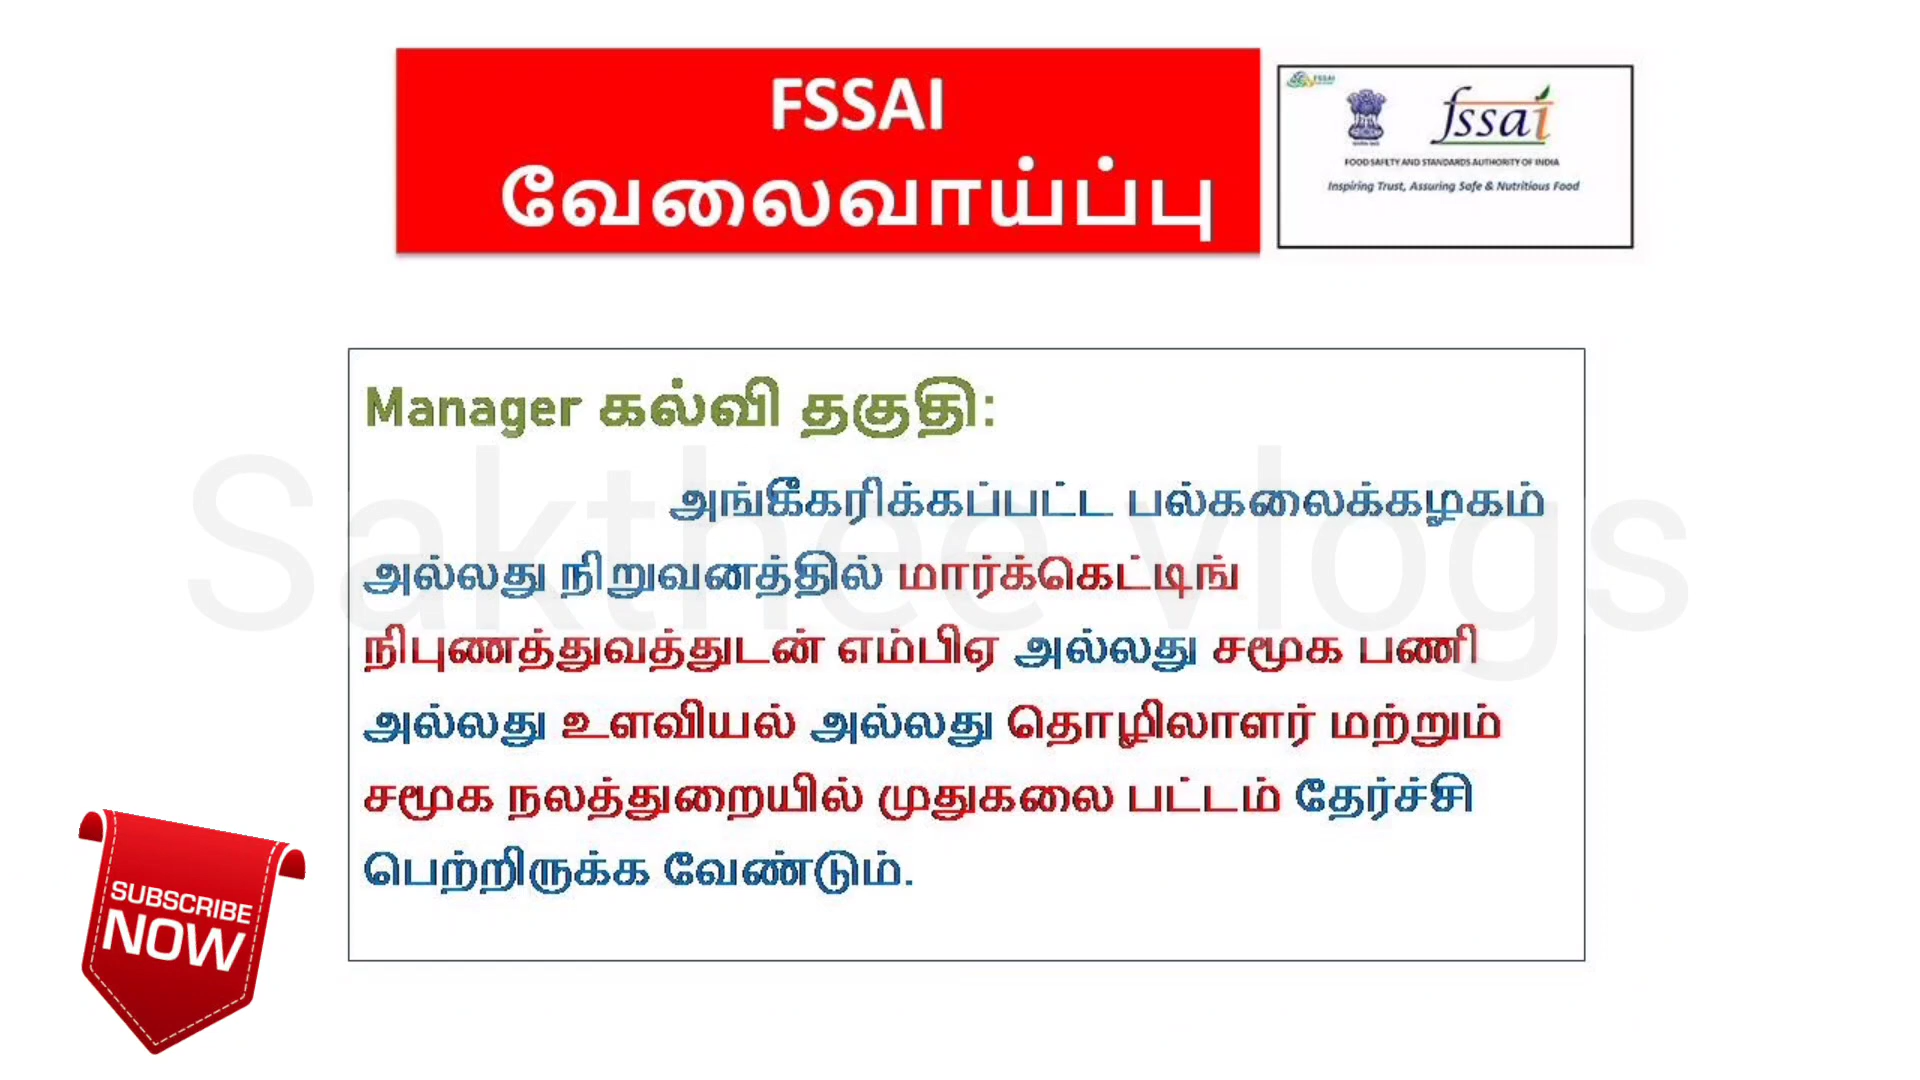 FSSAI
வேலைவாய்ப்பு
FSSAI
fssai
FOOD SAFETY AND STANDARDS AUTHORITY OF INDIA
Inspiring Trust, Assuring Safe & Nutritious Food
Manager கல்வி தகுதி:
அங்கீகரிக்கப்பட்ட பல்கலைக்கழகம்
அல்லது நிறுவனத்தில் மார்க்கெட்டிங்
நிபுணத்துவத்துடன் எம்பிஏ அல்லது சமூக பணி
அல்லது உளவியல் அல்லது தொழிலாளர் மற்றும்
சமூக நலத்துறையில் முதுகலை பட்டம் தேர்ச்சி
பெற்றிருக்க வேண்டும்.
Sakthee vlogs
SUBSCRIBE
NOW